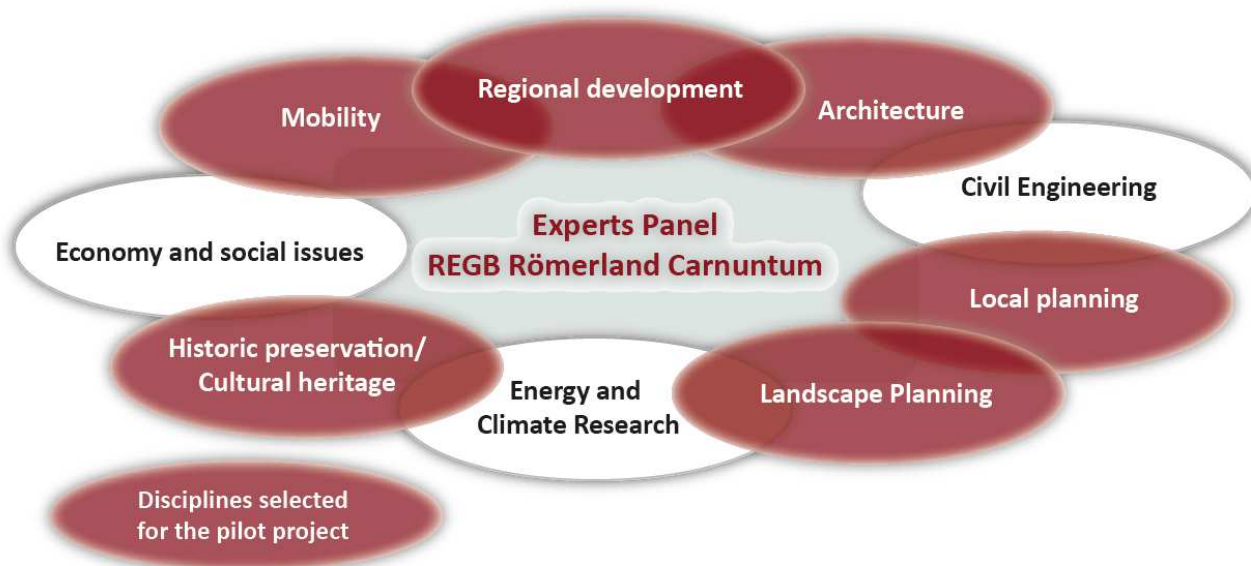 Regional development
Mobility
Architecture
Civil Engineering
Experts Panel
REGB Römerland Carnuntum
Economy and social issues
Local planning
Historic preservation/
Cultural heritage
Energy and
Climate Research
Landscape Planning
Disciplines selected
for the pilot project